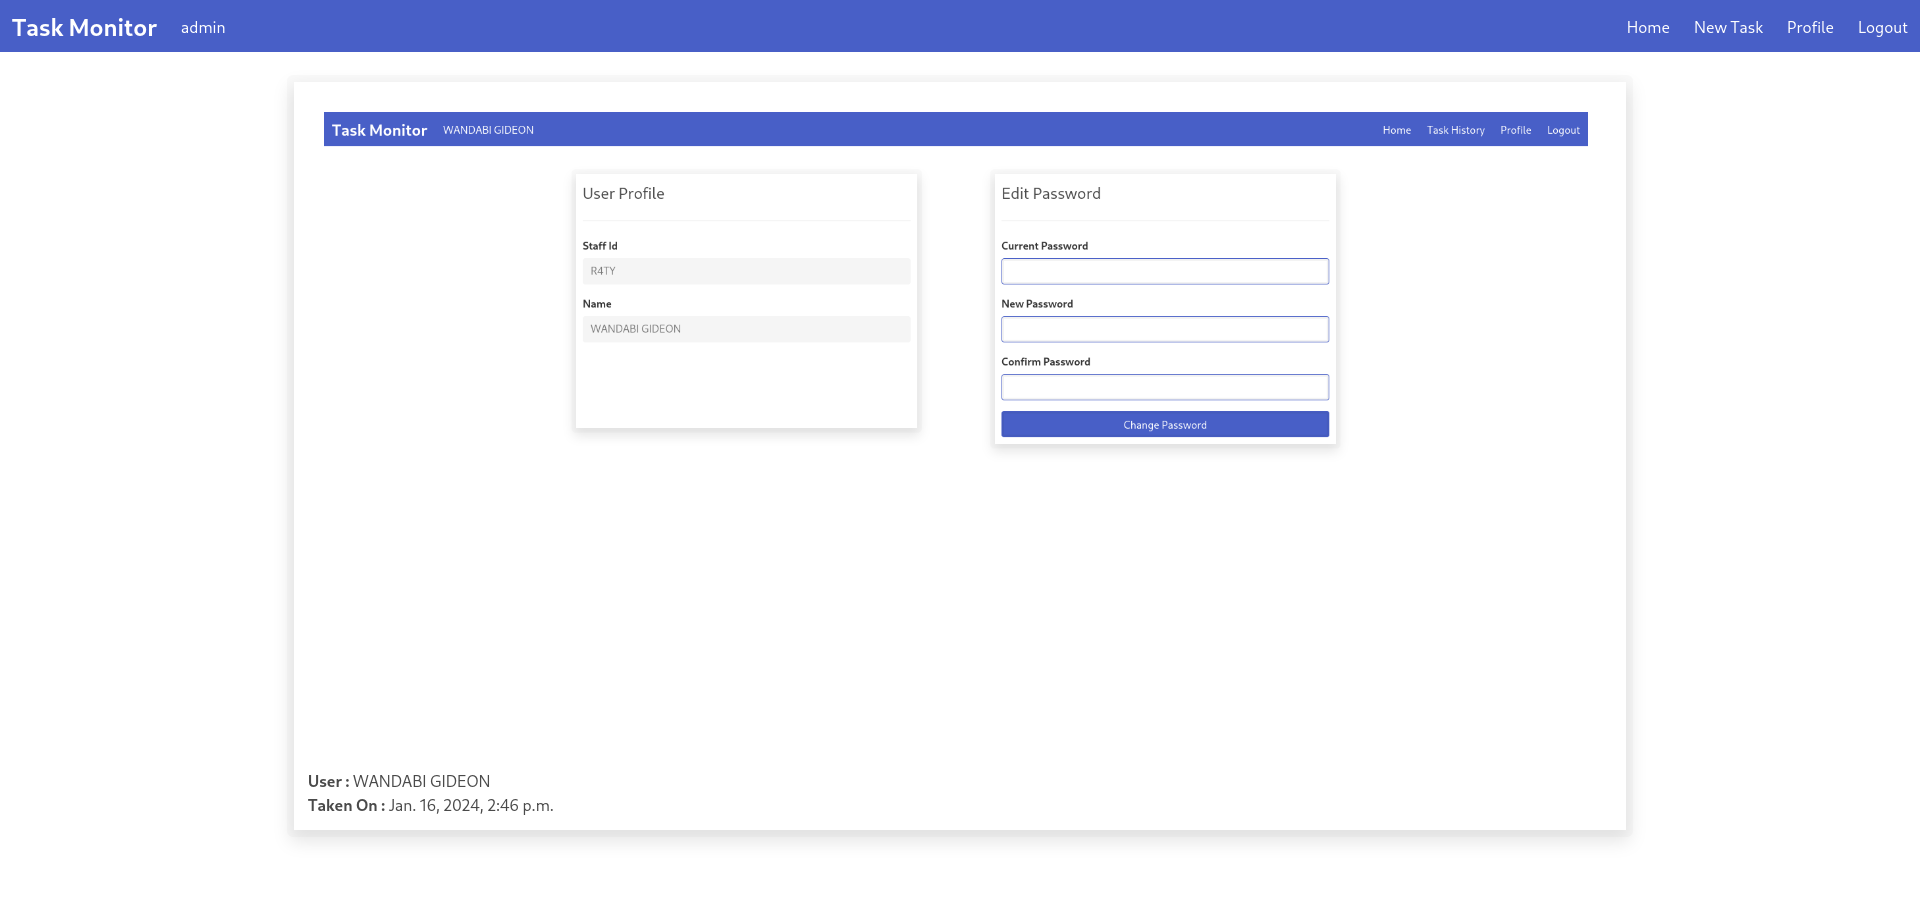 Task Monitor admin Home New Task Profile Logout
Task Monitor WANDABI GIDEON Home Task History Profile Logout
User Profile
Staff Id
R4TY
Name
WANDABI GIDEON
Edit Password
Current Password
New Password
Confirm Password
Change Password
User : WANDABI GIDEON
Taken On : Jan. 16, 2024, 2:46 p.m.